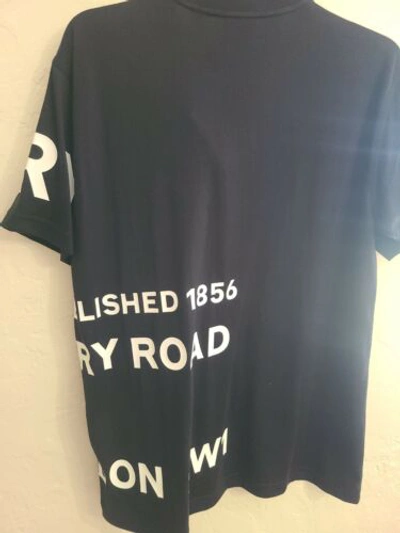 R
LISHED 1856
RY ROAD
ON W1